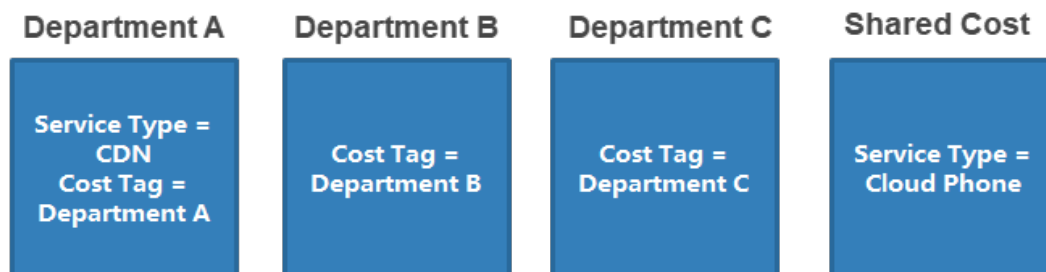 Department A
Department B
Department C
Shared Cost
Service Type =
CDN
Cost Tag =
Department A
Cost Tag =
Department B
Cost Tag =
Department C
Service Type =
Cloud Phone